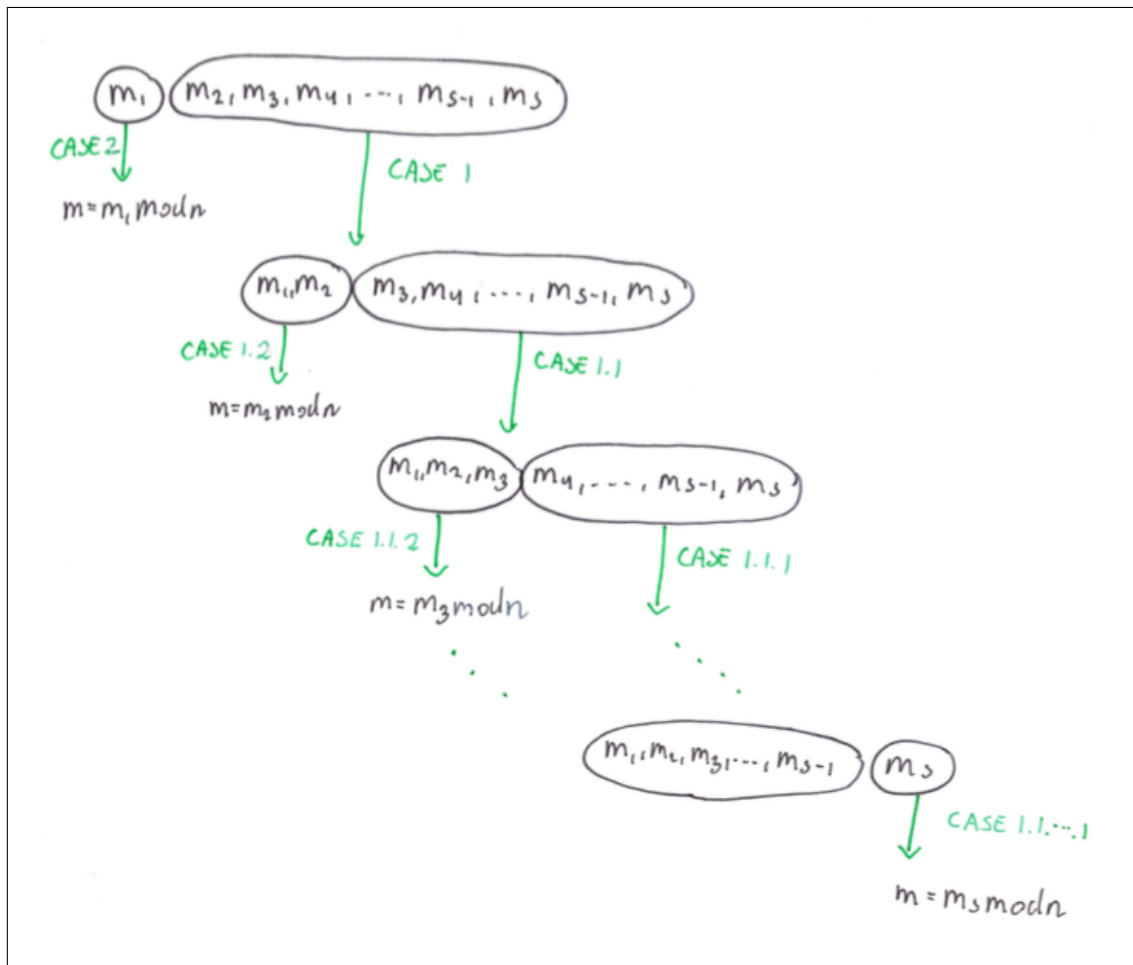 m₁ m₂, m₃, m₄, ..., mₛ₋₁, mₛ
CASE 2
CASE 1
m = m₁ mod n
m₁, m₂ m₃, m₄, ...., mₛ₋₁, mₛ
CASE 1.2
CASE 1.1
m = m₂ mod n
m₁, m₂, m₃ m₄, ...., mₛ₋₁, mₛ
CASE 1.1.2
CASE 1.1.1
m = m₃ mod n
m₁, m₂, m₃, ..., mₛ₋₁ mₛ
CASE 1.1. ... .1
m = mₛ mod n